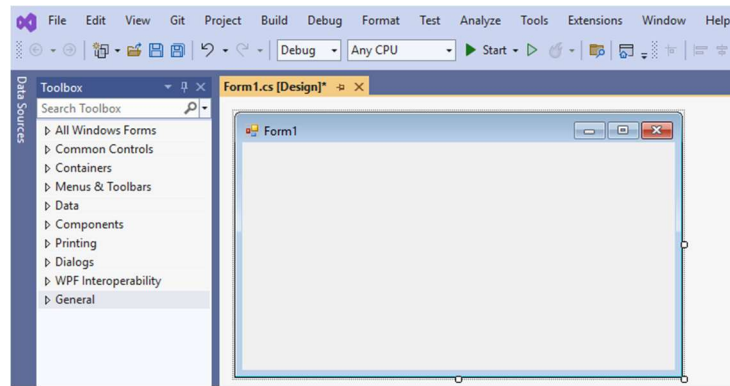 File Edit View Git Project Build Debug Format Test Analyze Tools Extensions Window Help
Debug Any CPU Start
Data Sources
Toolbox
Search Toolbox
All Windows Forms
Common Controls
Containers
Menus & Toolbars
Data
Components
Printing
Dialogs
WPF Interoperability
General
Form1.cs [Design]*
Form1